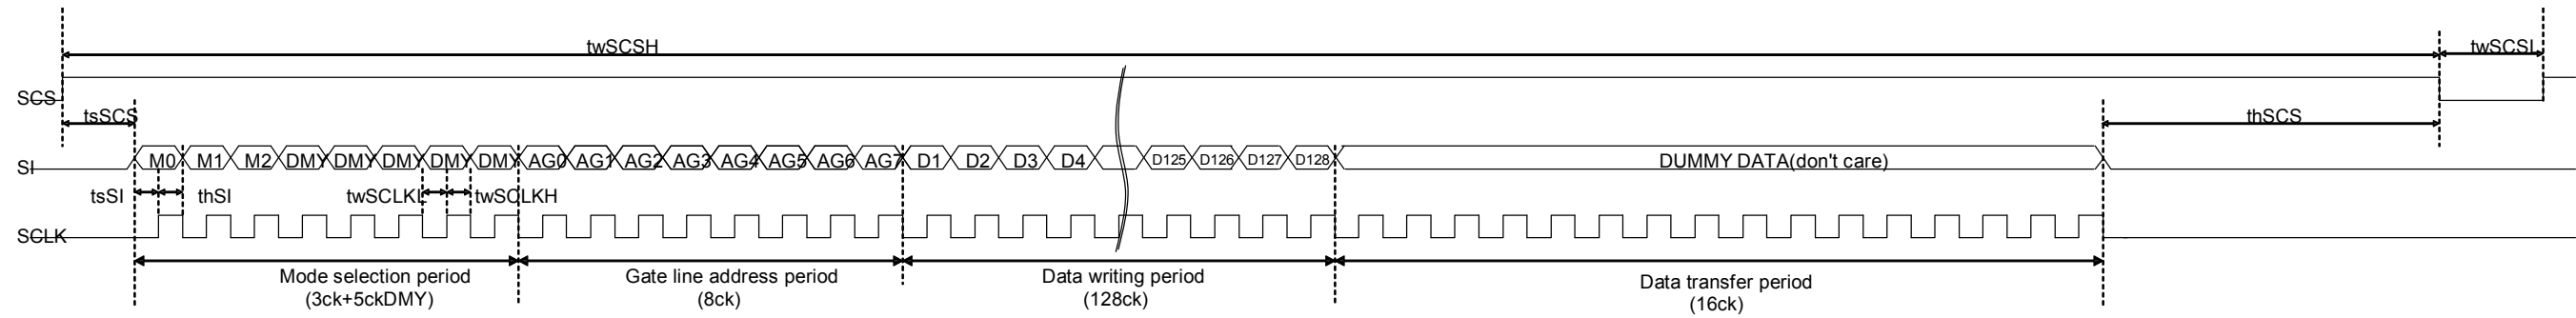 twSCSH
twSCSL
SCS
tsSCS
thSCS
SI
M0 M1 M2 DMY DMY DMY DMY DMY AG0 AG1 AG2 AG3 AG4 AG5 AG6 AG7 D1 D2 D3 D4 D125 D126 D127 D128 DUMMY DATA(don't care)
tsSI thSI twSCLKL twSCLKH
SCLK
Mode selection period
(3ck+5ckDMY)
Gate line address period
(8ck)
Data writing period
(128ck)
Data transfer period
(16ck)